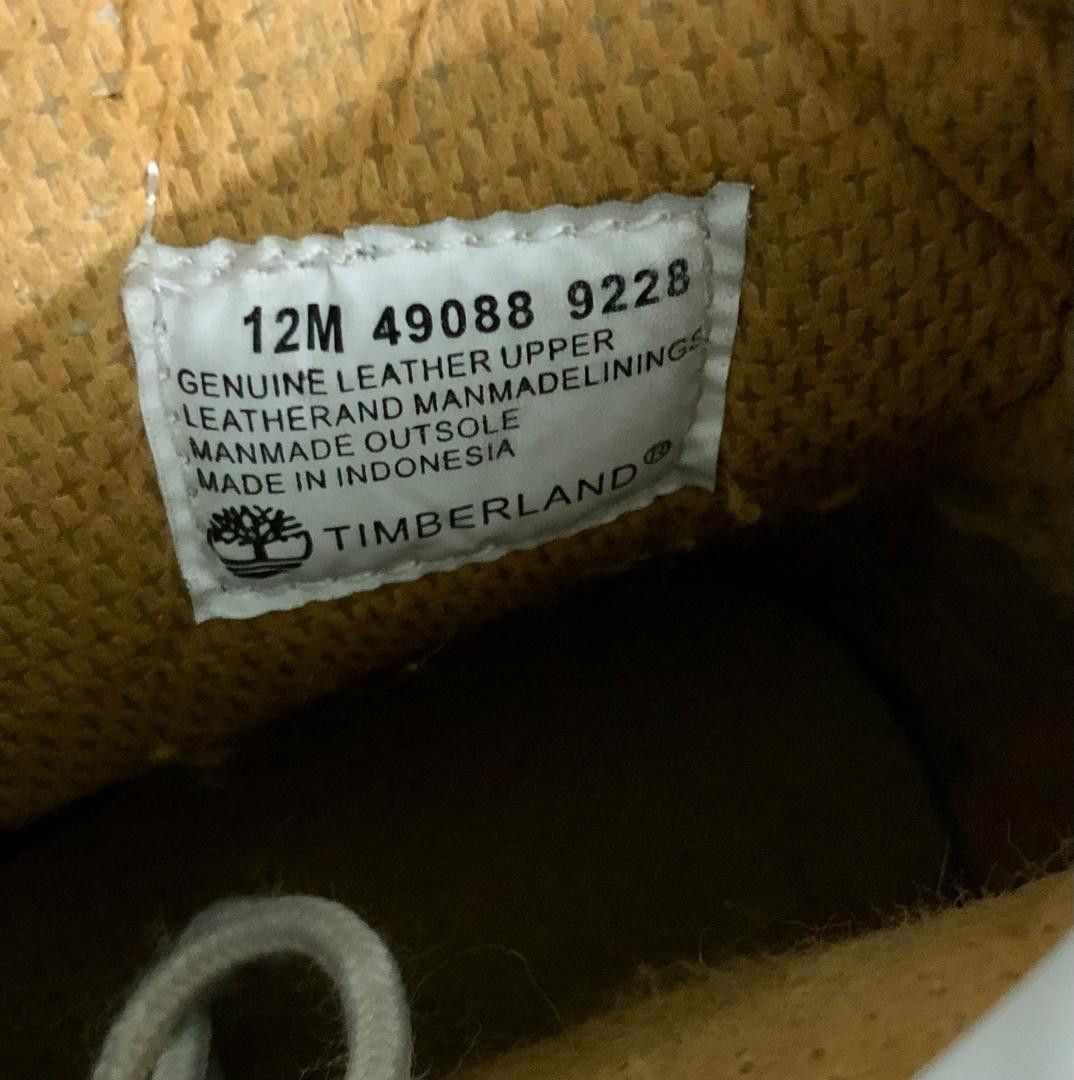 12M 49088 9228
GENUINE LEATHER UPPER
LEATHERAND MANMADELININGS
MANMADE OUTSOLE
MADE IN INDONESIA
TIMBERLAND®